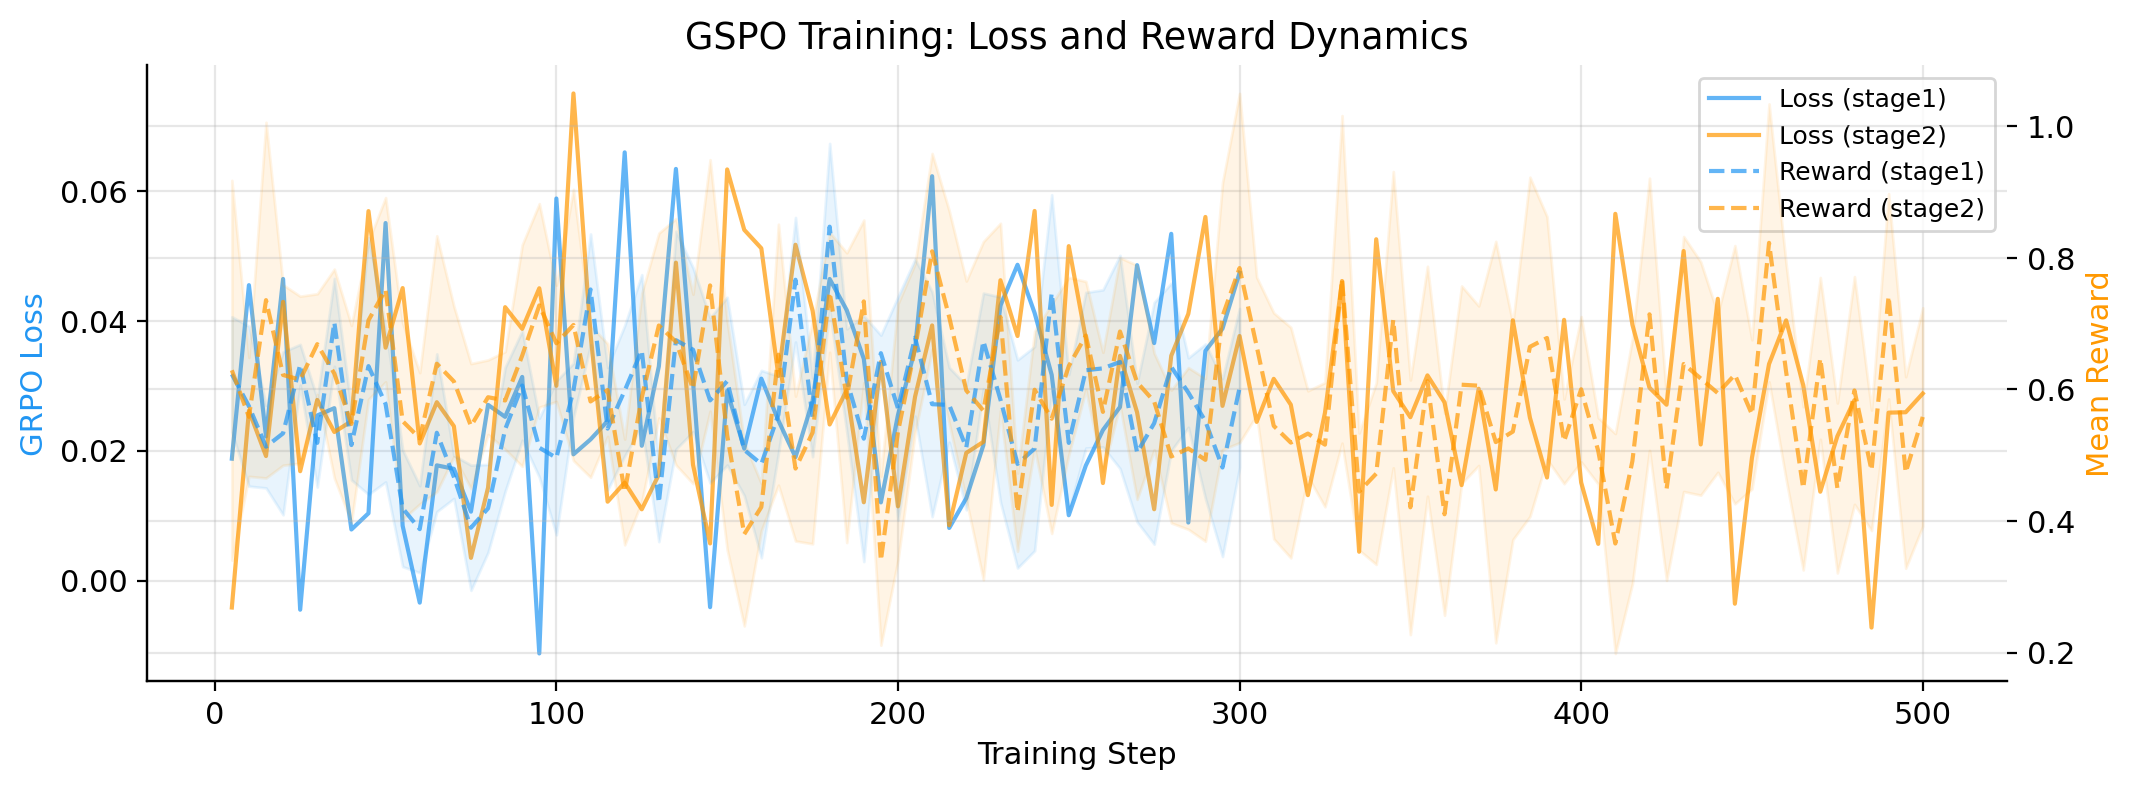 GSPO Training: Loss and Reward Dynamics
Loss (stage1)
Loss (stage2)
Reward (stage1)
Reward (stage2)
GRPO Loss
0.06
0.04
0.02
0.00
1.0
0.8
0.6
0.4
0.2
Mean Reward
0 100 200 300 400 500
Training Step